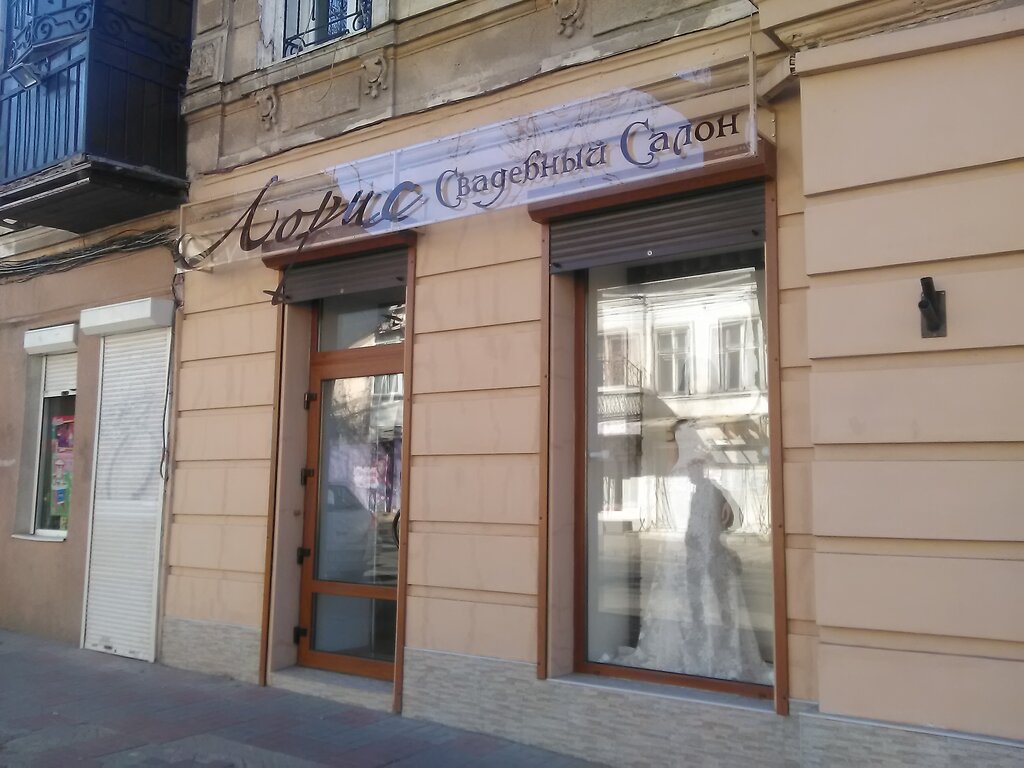 Лорис Свадебный Салон